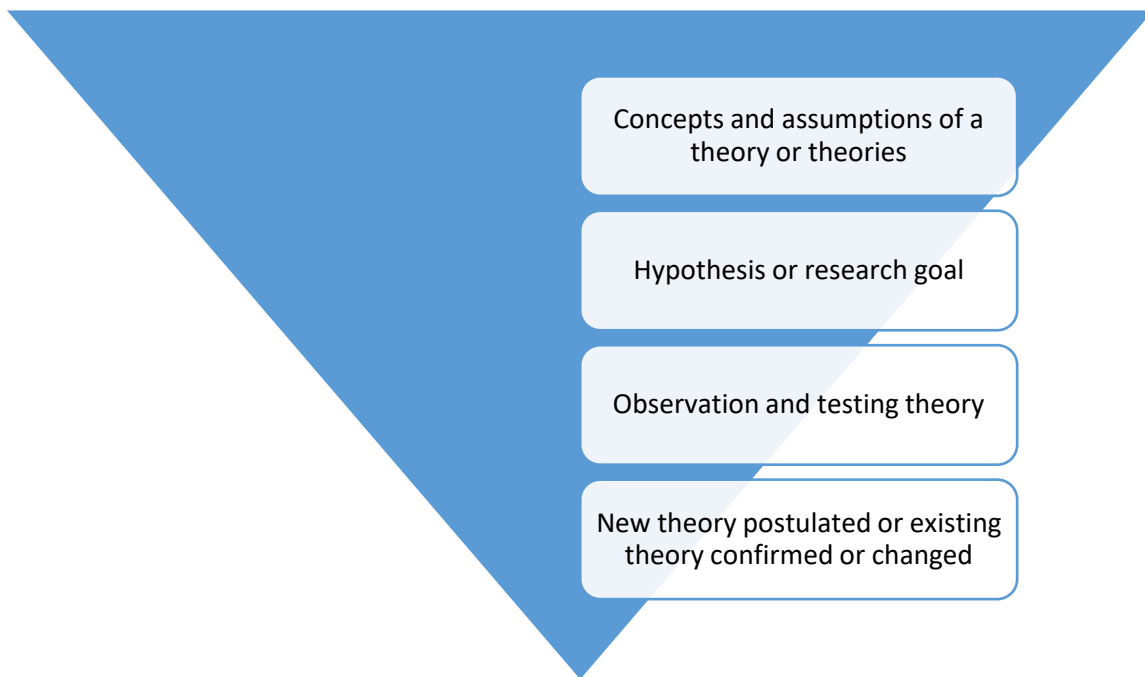 Concepts and assumptions of a
theory or theories
Hypothesis or research goal
Observation and testing theory
New theory postulated or existing
theory confirmed or changed